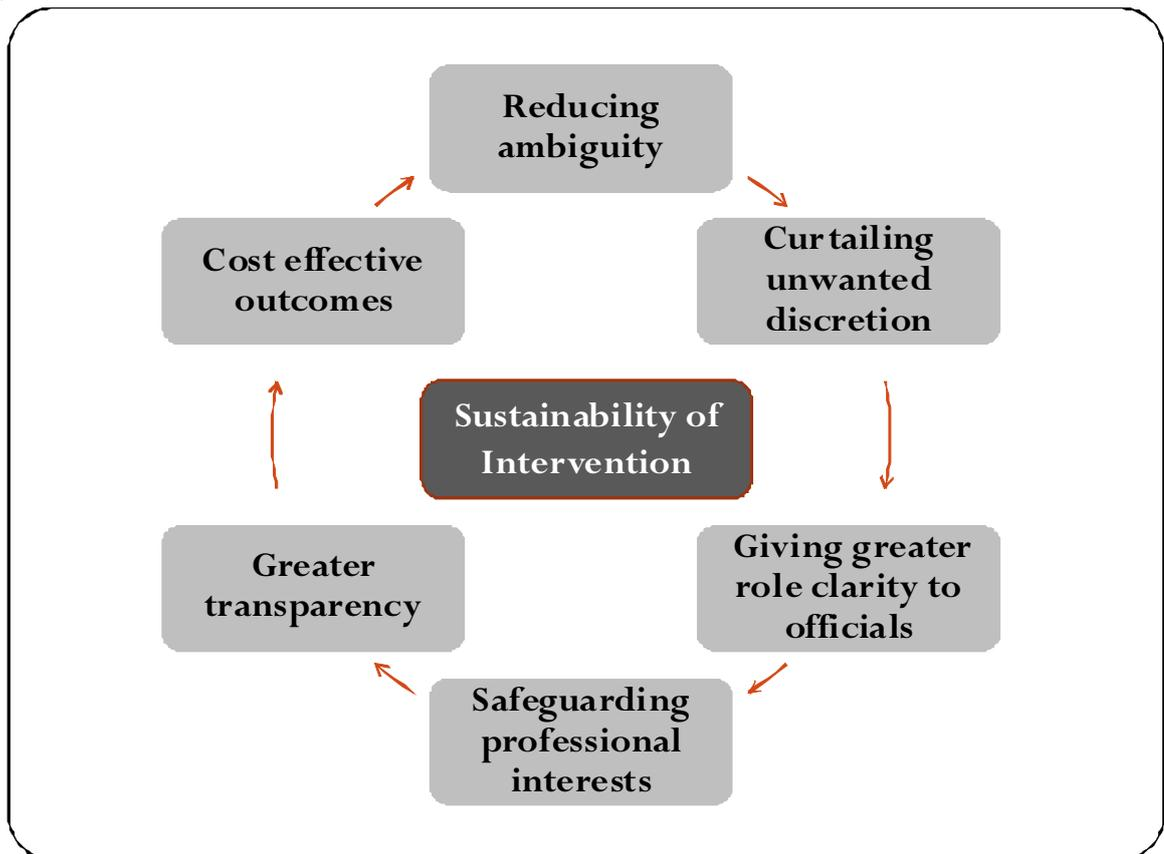 Reducing
ambiguity
Curtailing
unwanted
discretion
Giving greater
role clarity to
officials
Safeguarding
professional
interests
Greater
transparency
Cost effective
outcomes
Sustainability of
Intervention